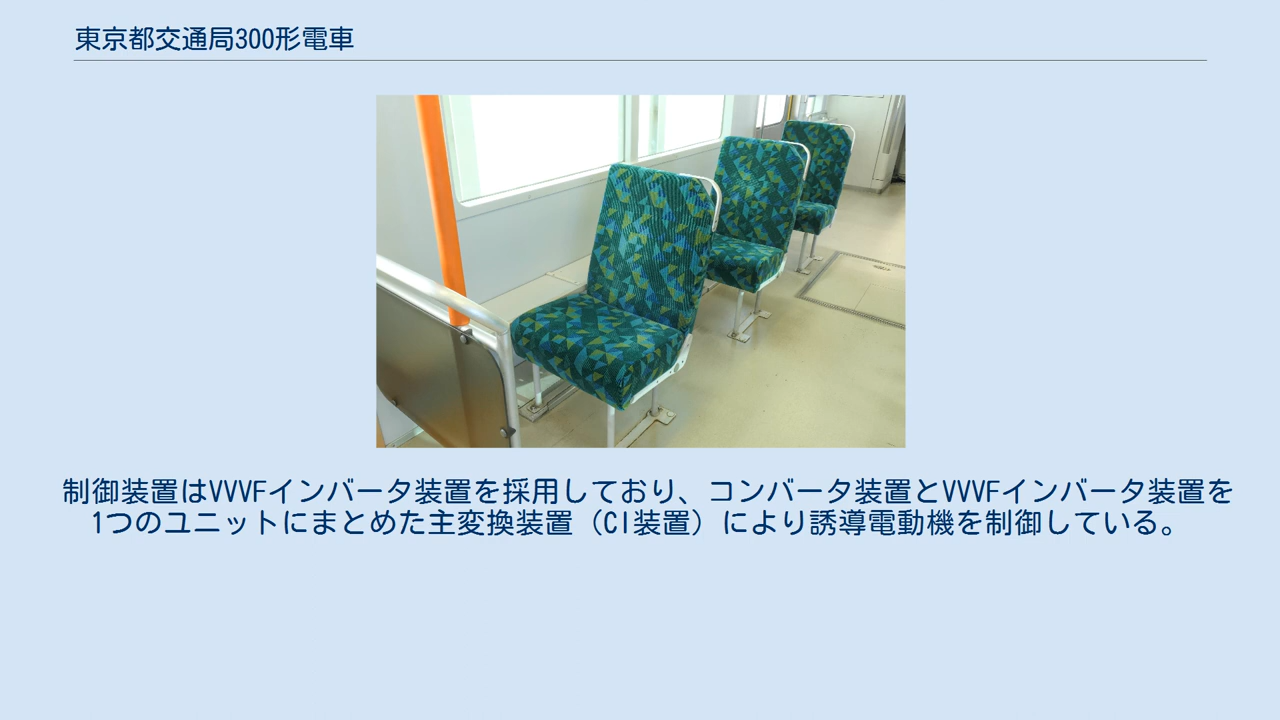 東京都交通局300形電車
制御装置はVVVFインバータ装置を採用しており、コンバータ装置とVVVFインバータ装置を
1つのユニットにまとめた主変換装置（CI装置）により誘導電動機を制御している。